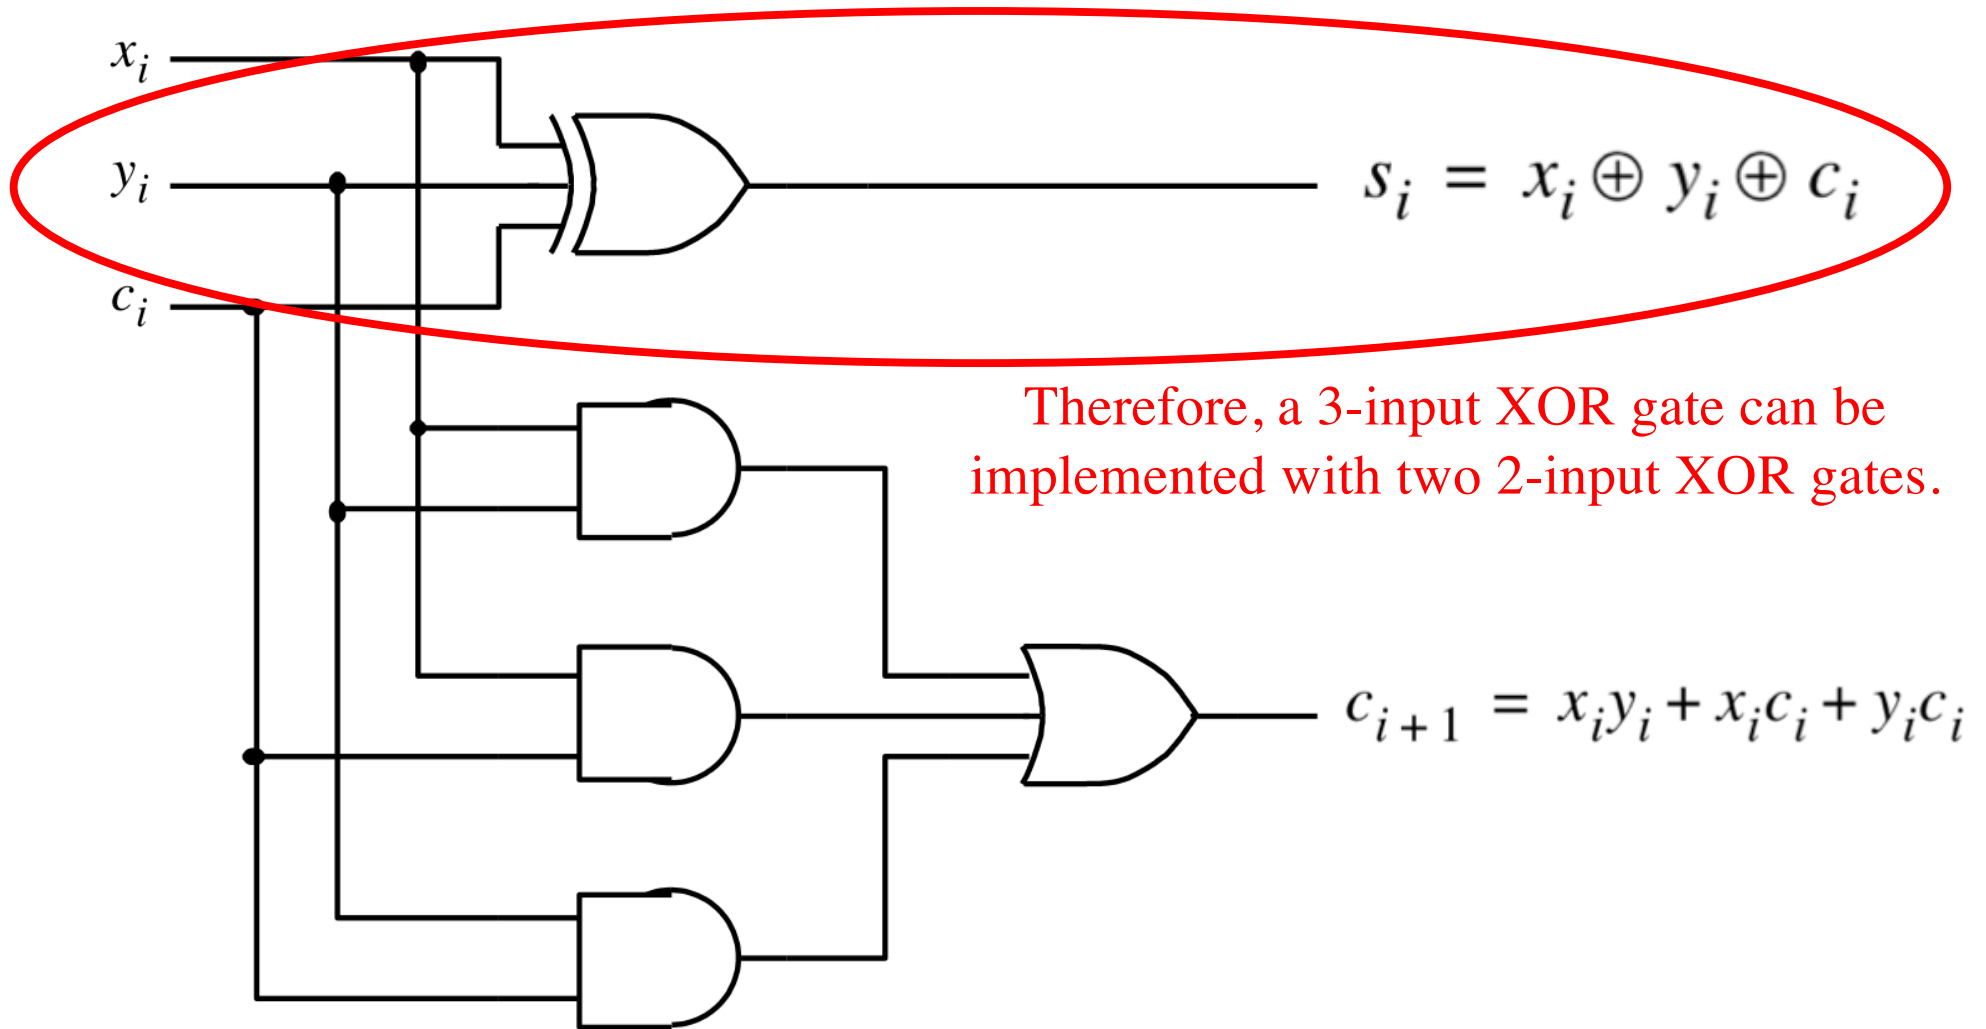 xᵢ
yᵢ
sᵢ = xᵢ ⊕ yᵢ ⊕ cᵢ
cᵢ
Therefore, a 3-input XOR gate can be
implemented with two 2-input XOR gates.
cᵢ₊₁ = xᵢyᵢ + xᵢcᵢ + yᵢcᵢ